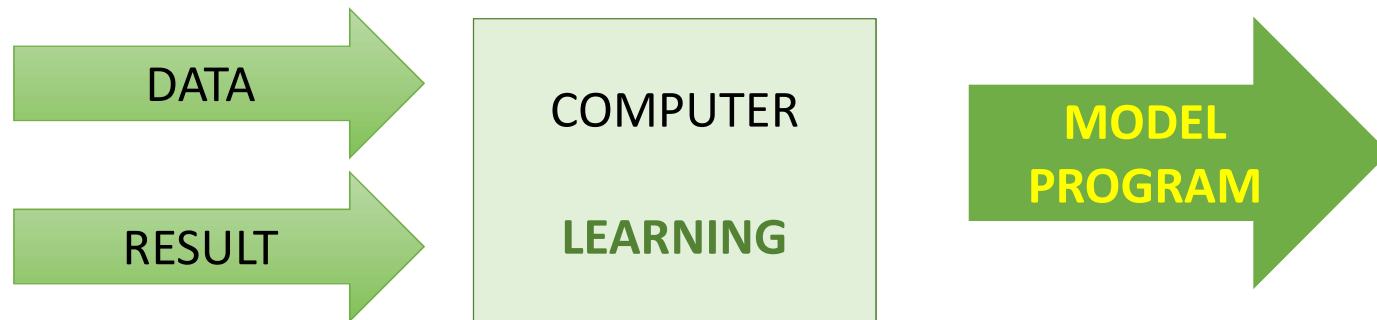 DATA
RESULT
COMPUTER
LEARNING
MODEL
PROGRAM